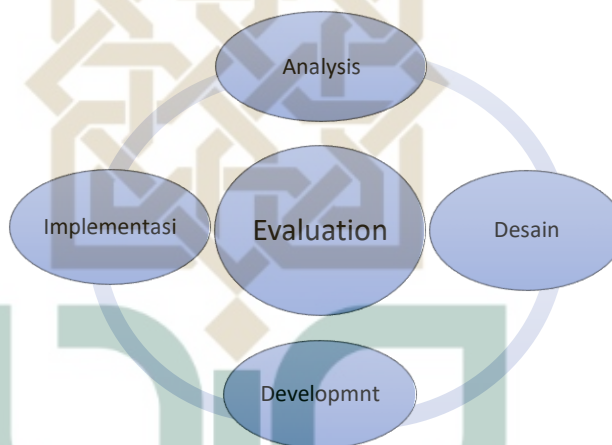 Analysis
Implementasi
Evaluation
Desain
Developmnt